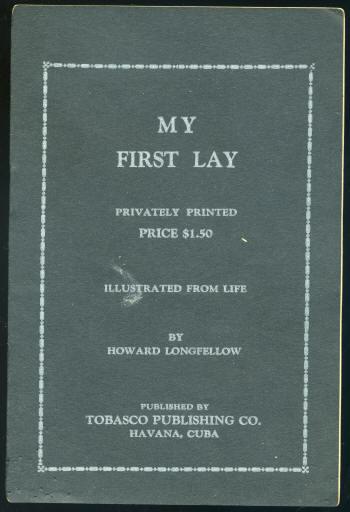 MY
FIRST LAY
PRIVATELY PRINTED
PRICE $1.50
ILLUSTRATED FROM LIFE
BY
HOWARD LONGFELLOW
PUBLISHED BY
TOBASCO PUBLISHING CO.
HAVANA, CUBA